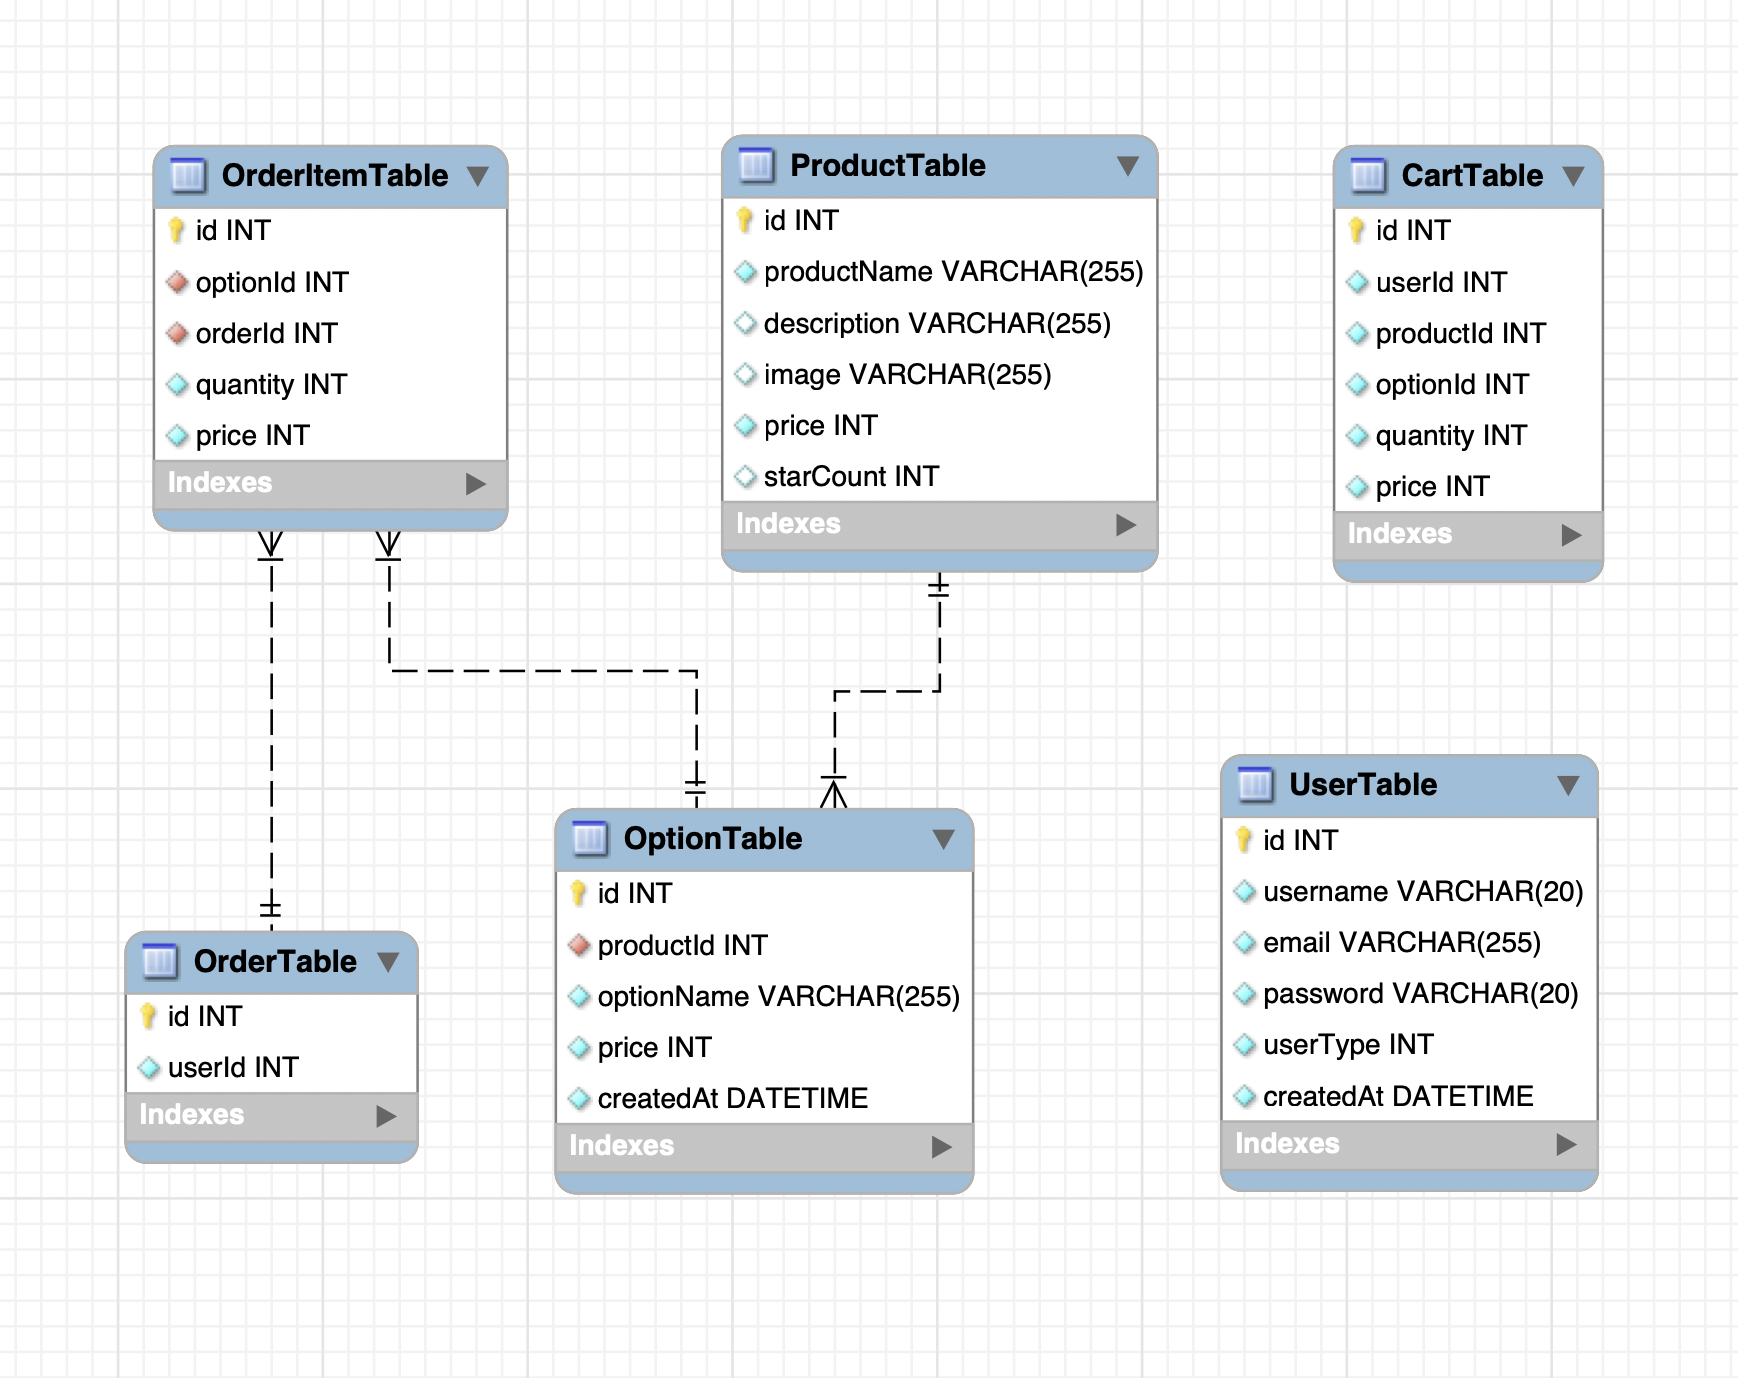 OrderItemTable
id INT
optionId INT
orderId INT
quantity INT
price INT
Indexes
ProductTable
id INT
productName VARCHAR(255)
description VARCHAR(255)
image VARCHAR(255)
price INT
starCount INT
Indexes
CartTable
id INT
userId INT
productId INT
optionId INT
quantity INT
price INT
Indexes
OrderTable
id INT
userId INT
Indexes
OptionTable
id INT
productId INT
optionName VARCHAR(255)
price INT
createdAt DATETIME
Indexes
UserTable
id INT
username VARCHAR(20)
email VARCHAR(255)
password VARCHAR(20)
userType INT
createdAt DATETIME
Indexes